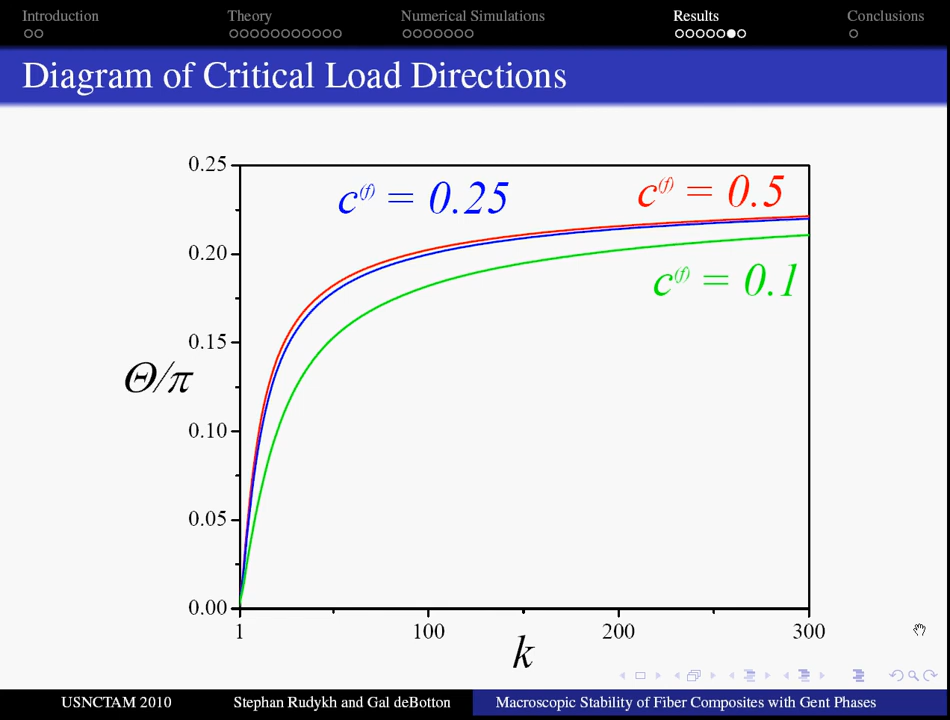 Introduction Theory Numerical Simulations Results Conclusions
Diagram of Critical Load Directions
0.25
c(f) = 0.25 c(f) = 0.5
0.20
c(f) = 0.1
0.15
Θ/π
0.10
0.05
0.00
1 100 200 300
k
USNCTAM 2010 Stephan Rudykh and Gal deBotton Macroscopic Stability of Fiber Composites with Gent Phases